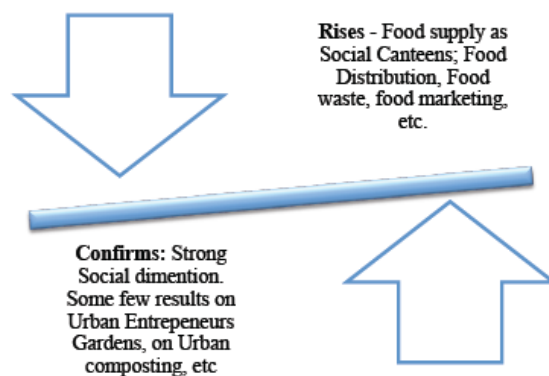 Rises - Food supply as
Social Canteens; Food
Distribution, Food
waste, food marketing,
etc.
Confirms: Strong
Social dimention.
Some few results on
Urban Entrepeneurs
Gardens, on Urban
composting, etc